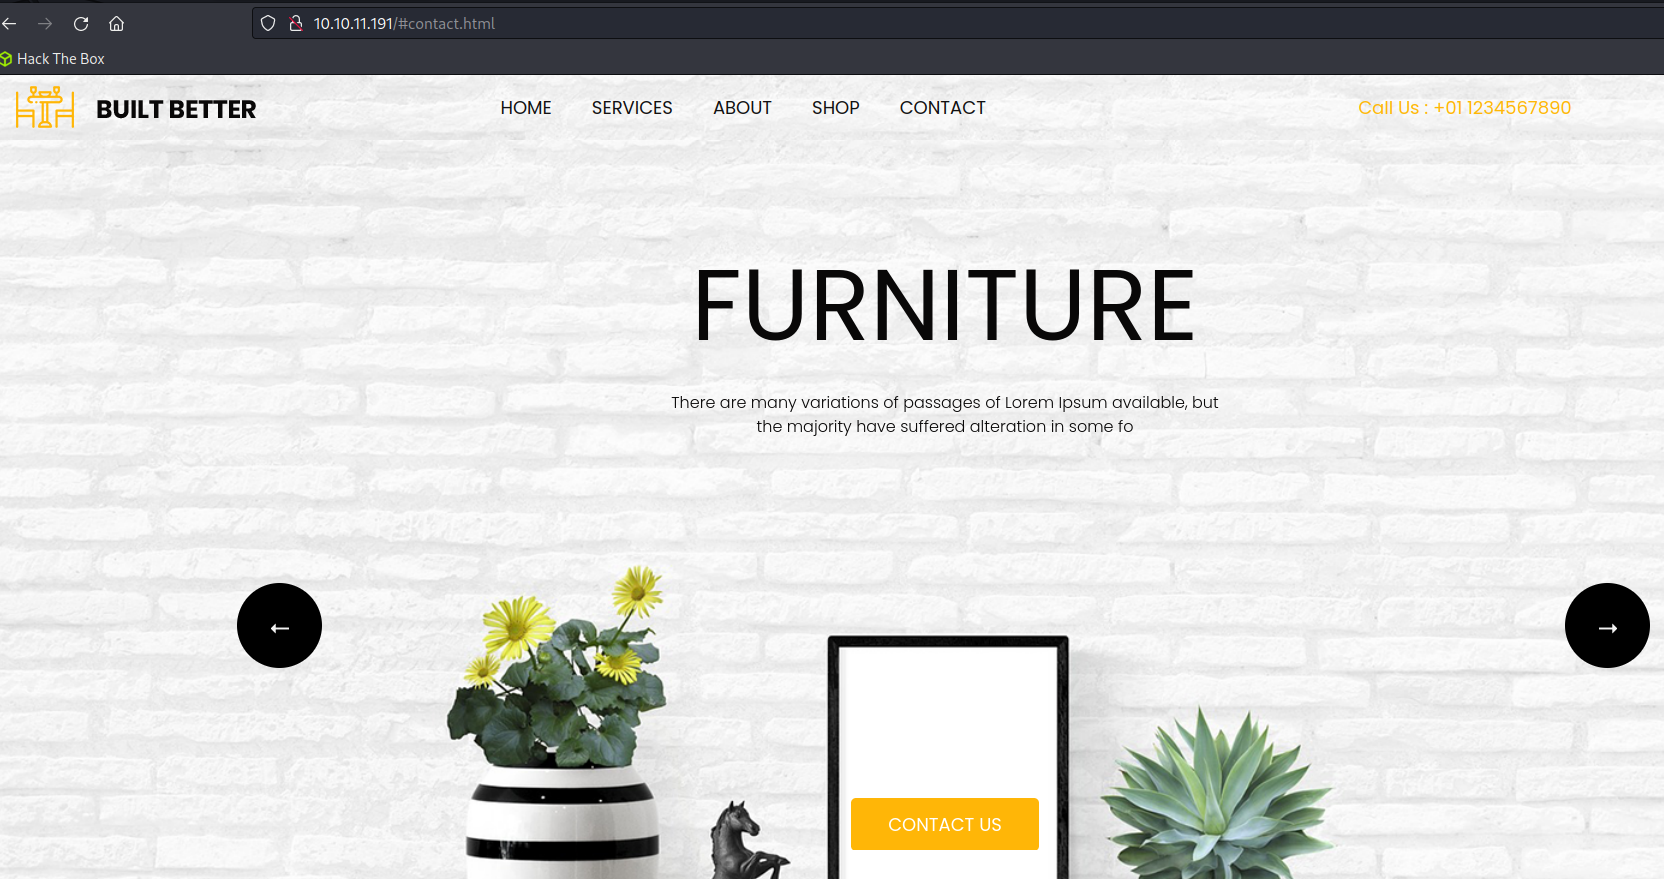 10.10.11.191/#contact.html
Hack The Box
BUILT BETTER
HOME SERVICES ABOUT SHOP CONTACT
Call Us : +01 1234567890
FURNITURE
There are many variations of passages of Lorem Ipsum available, but
the majority have suffered alteration in some fo
CONTACT US